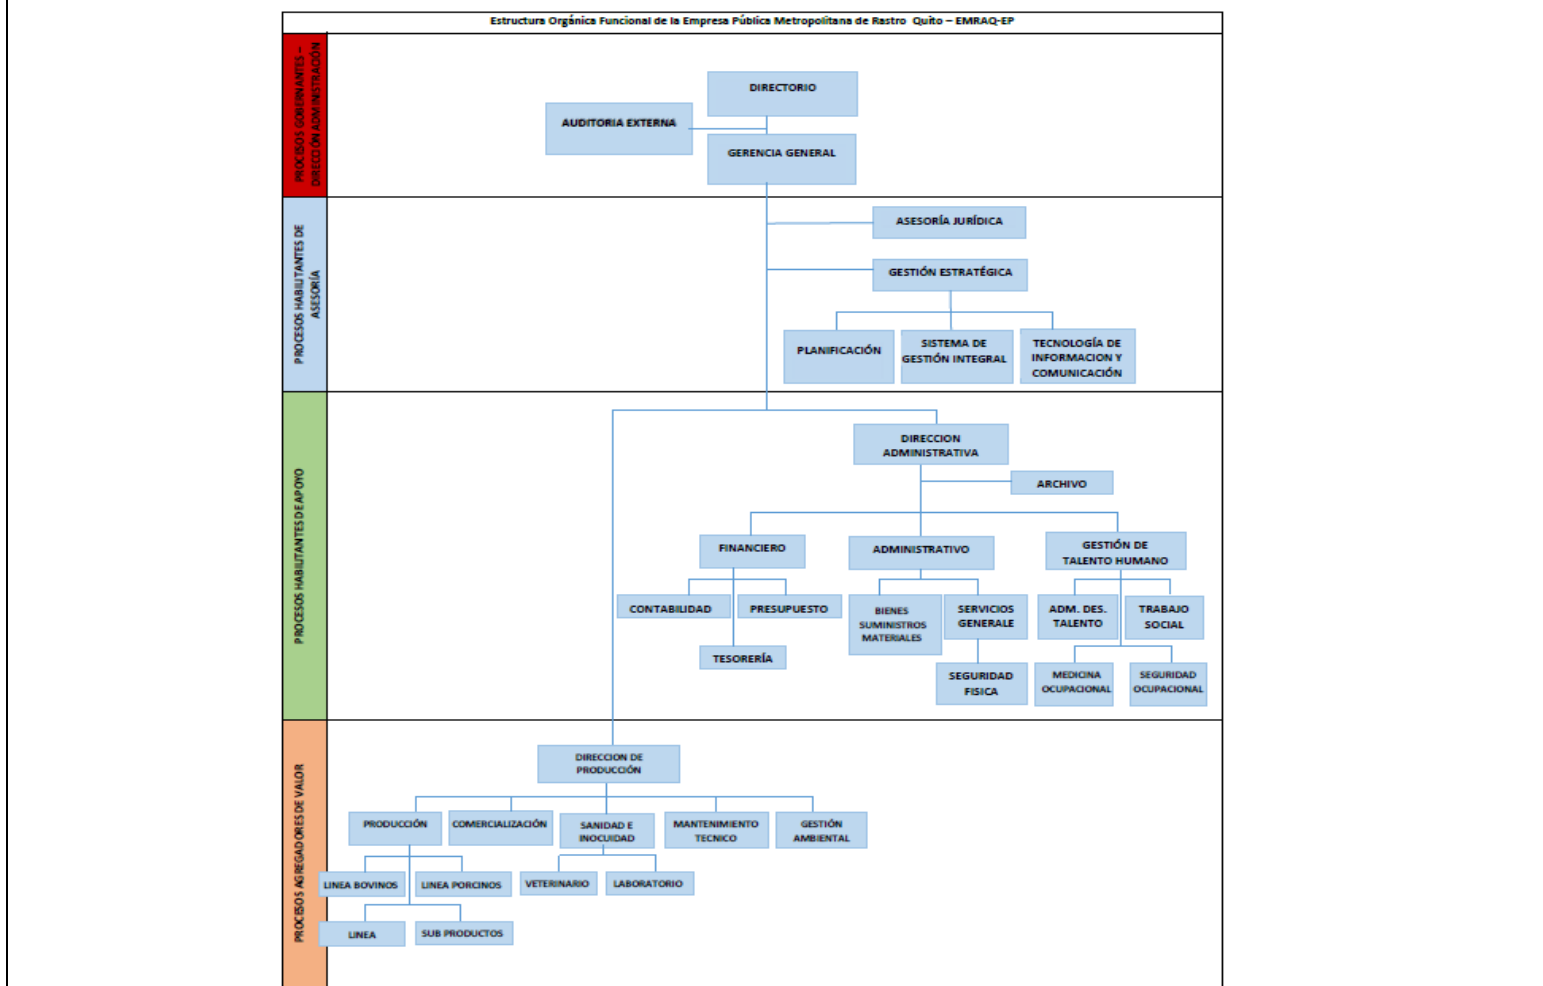 Estructura Orgánica Funcional de la Empresa Pública Metropolitana de Rastro Quito – EMRAQ-EP
PROCESOS GOBERNANTES –
DIRECCIÓN ADMINISTRACIÓN
DIRECTORIO
AUDITORIA EXTERNA
GERENCIA GENERAL
PROCESOS HABILITANTES DE
ASESORÍA
ASESORÍA JURÍDICA
GESTIÓN ESTRATÉGICA
PLANIFICACIÓN
SISTEMA DE
GESTIÓN INTEGRAL
TECNOLOGÍA DE
INFORMACION Y
COMUNICACIÓN
PROCESOS HABILITANTES DE APOYO
DIRECCION
ADMINISTRATIVA
ARCHIVO
FINANCIERO
ADMINISTRATIVO
GESTIÓN DE
TALENTO HUMANO
CONTABILIDAD
PRESUPUESTO
BIENES
SUMINISTROS
MATERIALES
SERVICIOS
GENERALE
ADM. DES.
TALENTO
TRABAJO
SOCIAL
TESORERÍA
SEGURIDAD
FISICA
MEDICINA
OCUPACIONAL
SEGURIDAD
OCUPACIONAL
PROCESOS AGREGADORES DE VALOR
DIRECCION DE
PRODUCCIÓN
PRODUCCIÓN
COMERCIALIZACIÓN
SANIDAD E
INOCUIDAD
MANTENIMIENTO
TECNICO
GESTIÓN
AMBIENTAL
LINEA BOVINOS
LINEA PORCINOS
VETERINARIO
LABORATORIO
LINEA
SUB PRODUCTOS